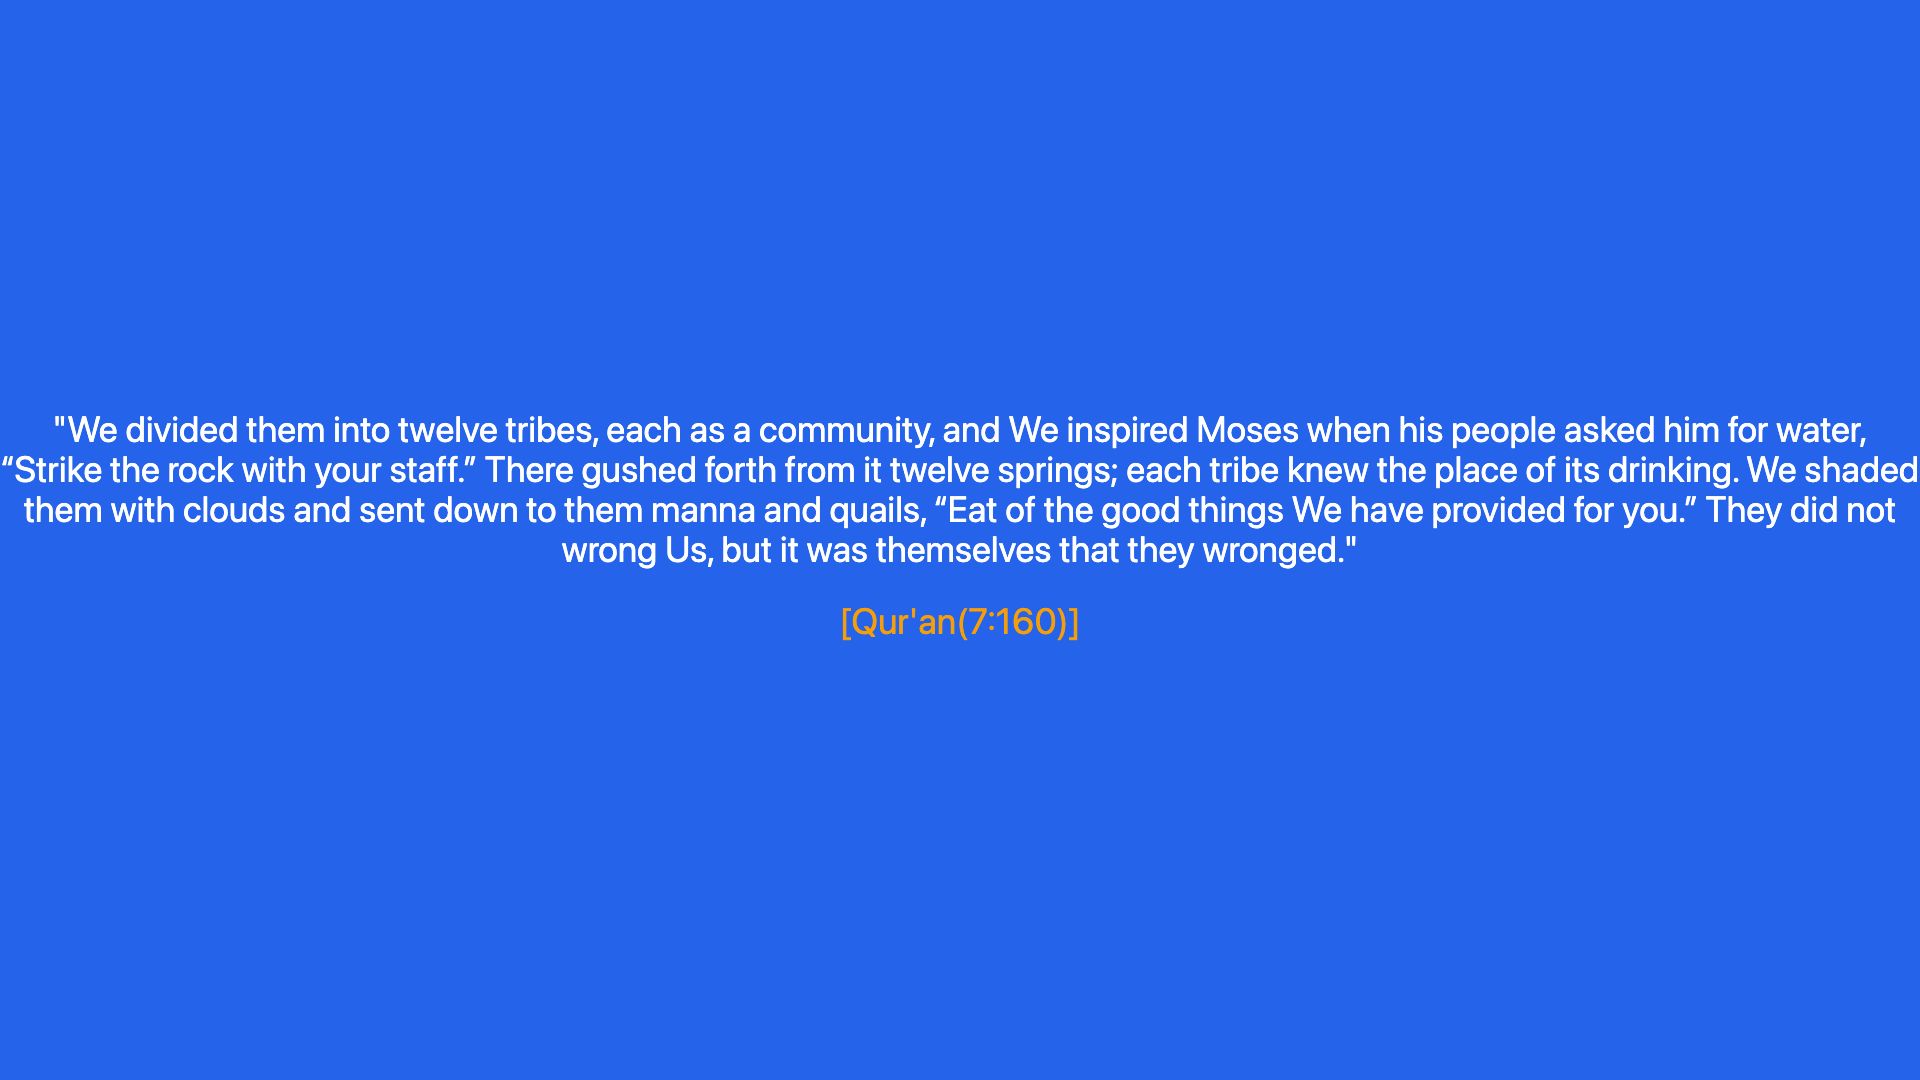 "We divided them into twelve tribes, each as a community, and We inspired Moses when his people asked him for water,
“Strike the rock with your staff.” There gushed forth from it twelve springs; each tribe knew the place of its drinking. We shaded
them with clouds and sent down to them manna and quails, “Eat of the good things We have provided for you.” They did not
wrong Us, but it was themselves that they wronged."
[Qur'an(7:160)]